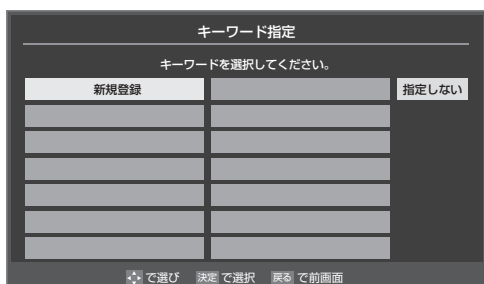 キーワード指定
キーワードを選択してください。
新規登録 指定しない
で選び 決定 で選択 戻る で前画面